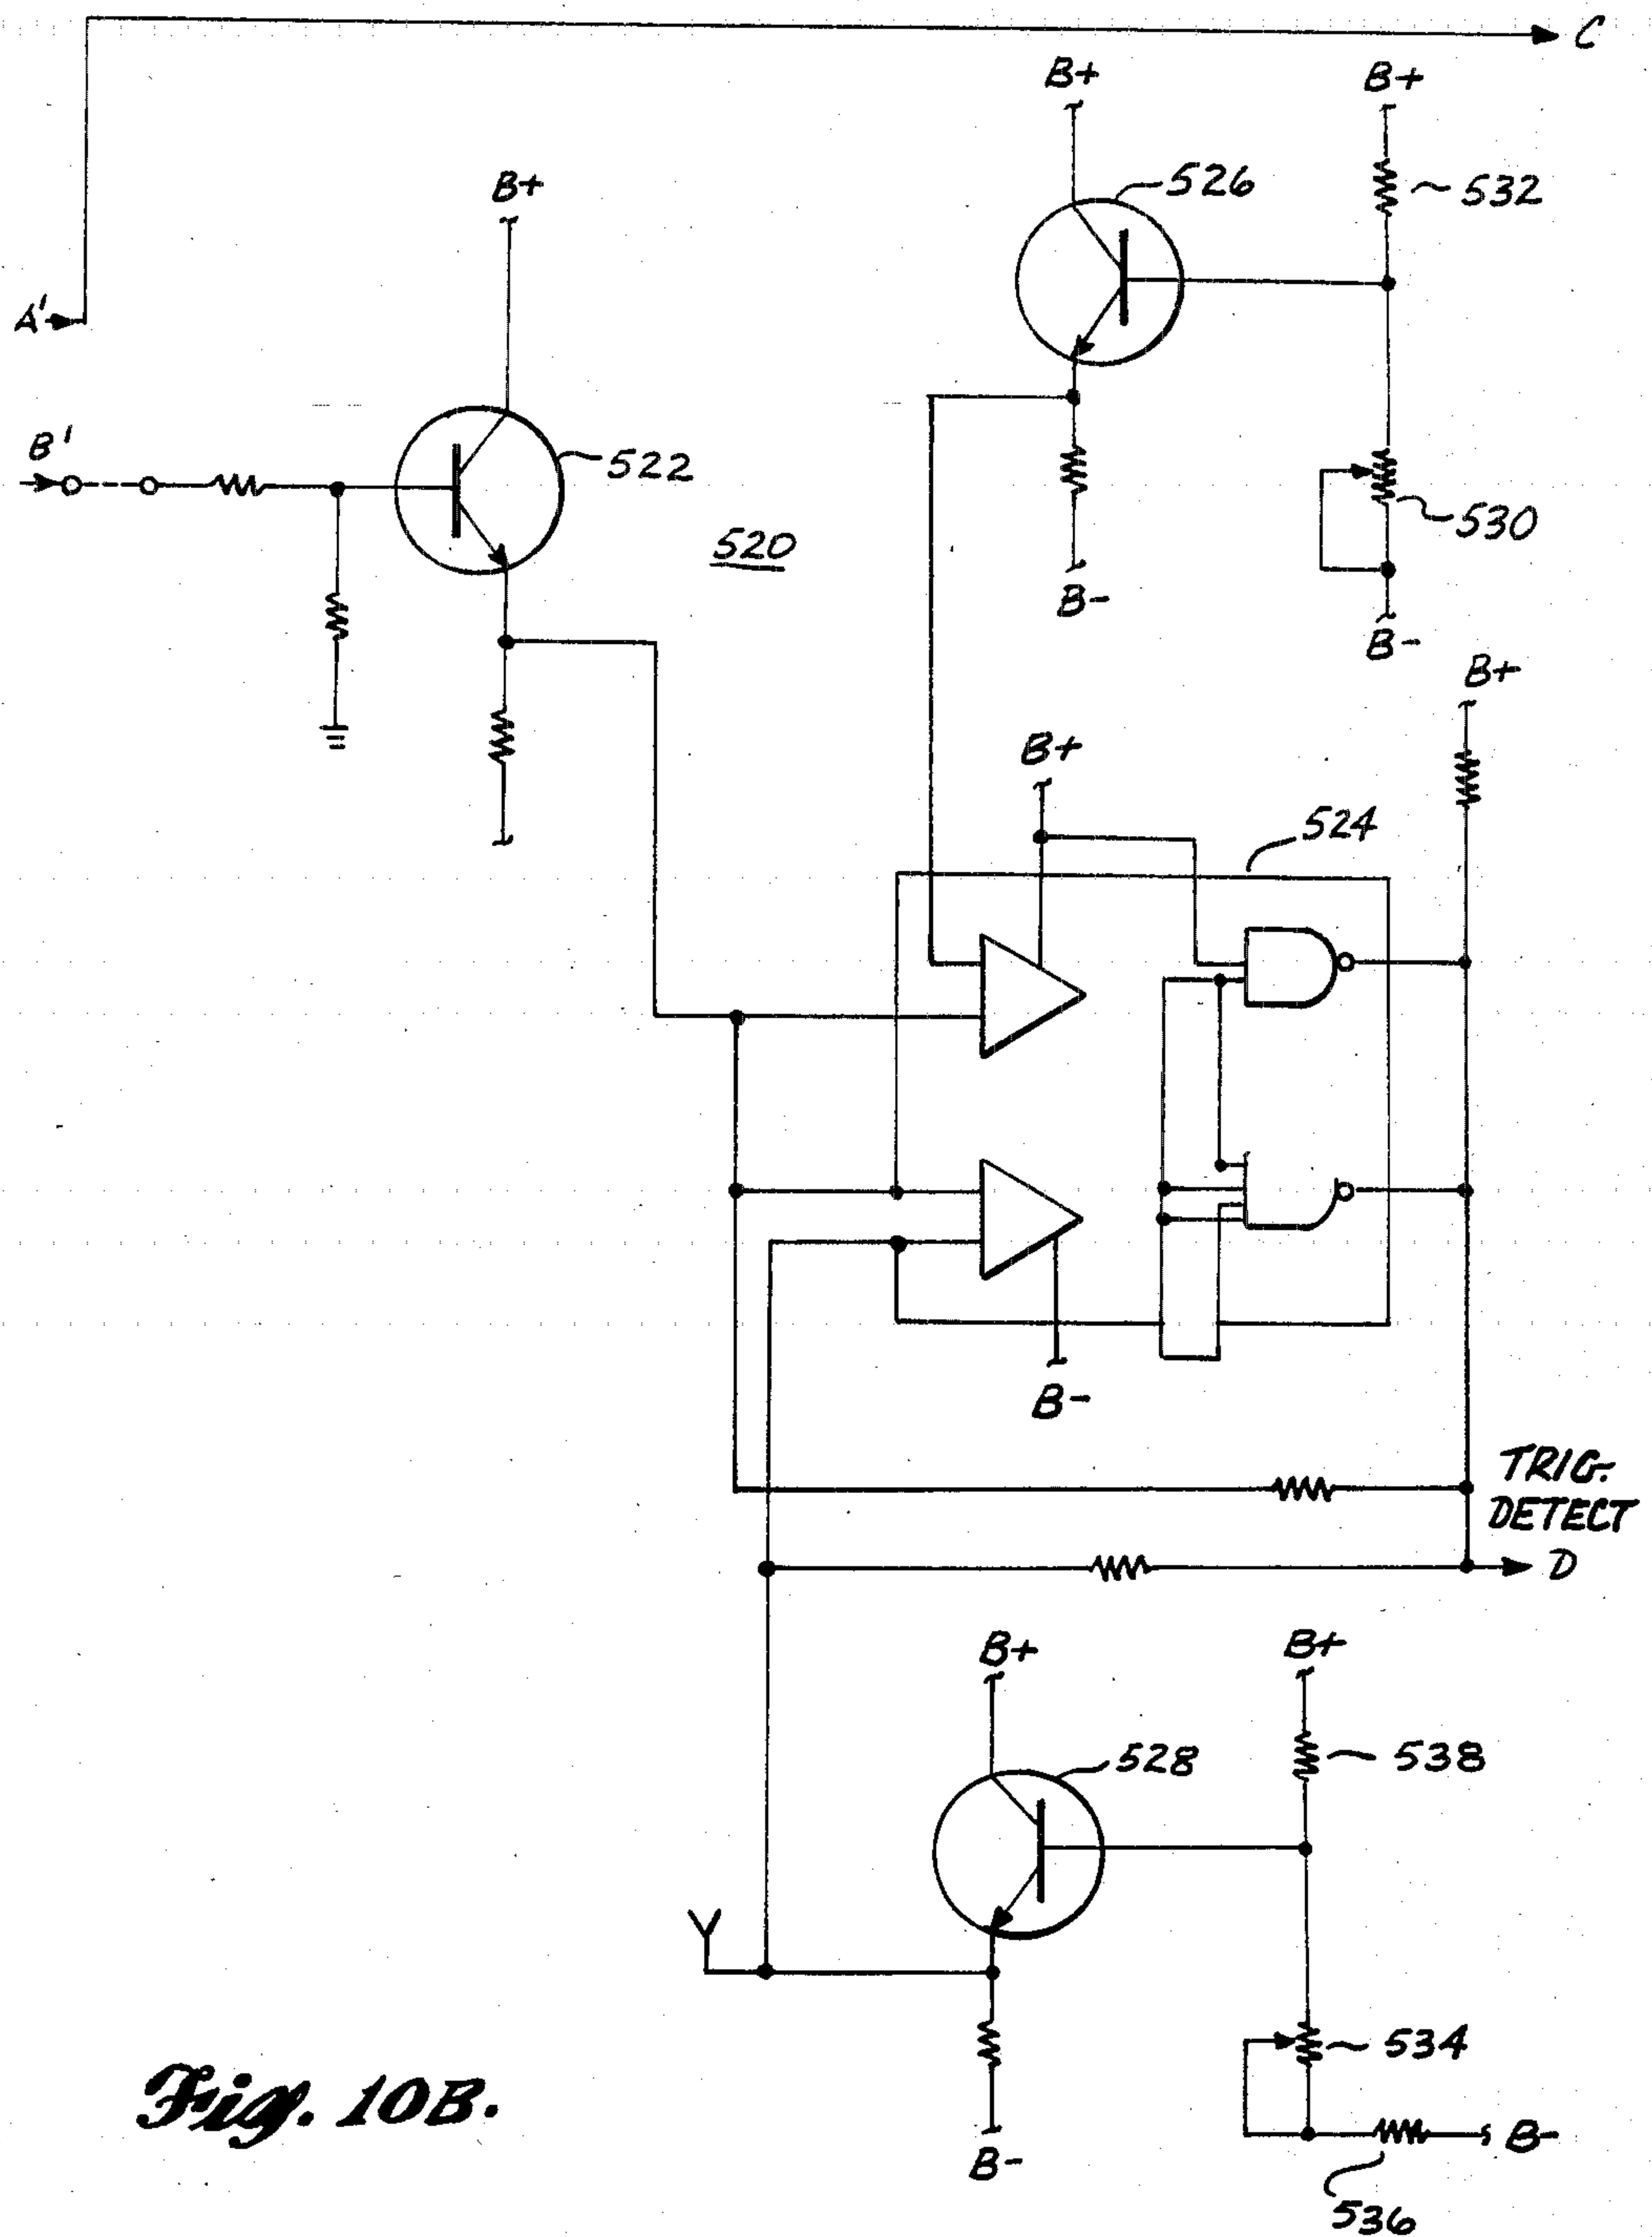 C
B+
B+
526
532
B+
A'
B'
522
530
520
B-
B-
B+
B+
524
B-
TRIG.
DETECT
D
B+
B+
528
538
534
B-
B-
536
Fig. 10B.